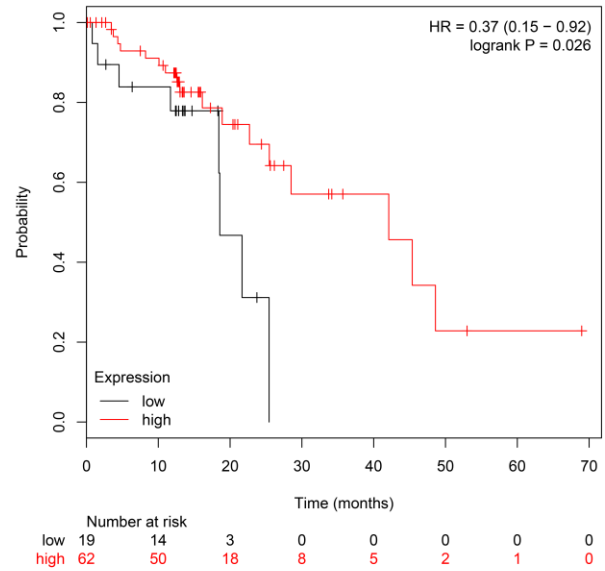 HR = 0.37 (0.15 − 0.92)
logrank P = 0.026
1.0
0.8
0.6
0.4
0.2
0.0
Probability
Expression
low
high
0 10 20 30 40 50 60 70
Time (months)
Number at risk
low 19 14 3 0 0 0 0 0
high 62 50 18 8 5 2 1 0